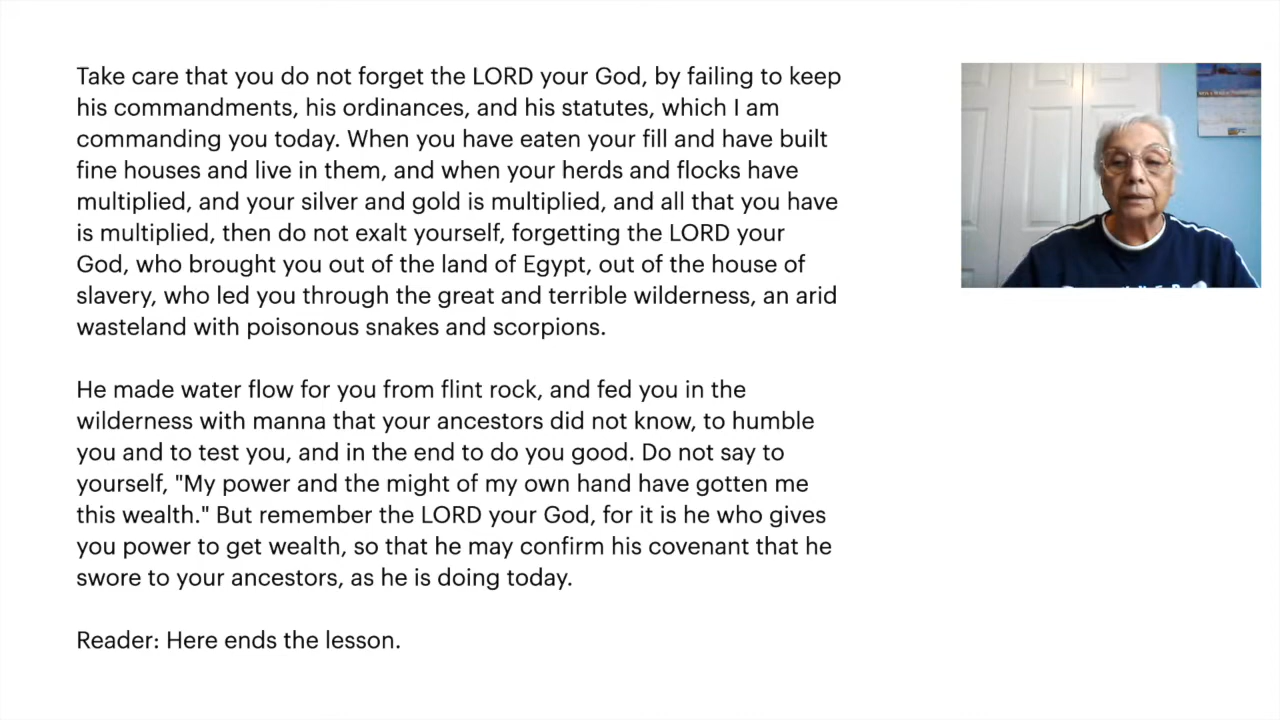 Take care that you do not forget the LORD your God, by failing to keep
his commandments, his ordinances, and his statutes, which I am
commanding you today. When you have eaten your fill and have built
fine houses and live in them, and when your herds and flocks have
multiplied, and your silver and gold is multiplied, and all that you have
is multiplied, then do not exalt yourself, forgetting the LORD your
God, who brought you out of the land of Egypt, out of the house of
slavery, who led you through the great and terrible wilderness, an arid
wasteland with poisonous snakes and scorpions.
He made water flow for you from flint rock, and fed you in the
wilderness with manna that your ancestors did not know, to humble
you and to test you, and in the end to do you good. Do not say to
yourself, "My power and the might of my own hand have gotten me
this wealth." But remember the LORD your God, for it is he who gives
you power to get wealth, so that he may confirm his covenant that he
swore to your ancestors, as he is doing today.
Reader: Here ends the lesson.